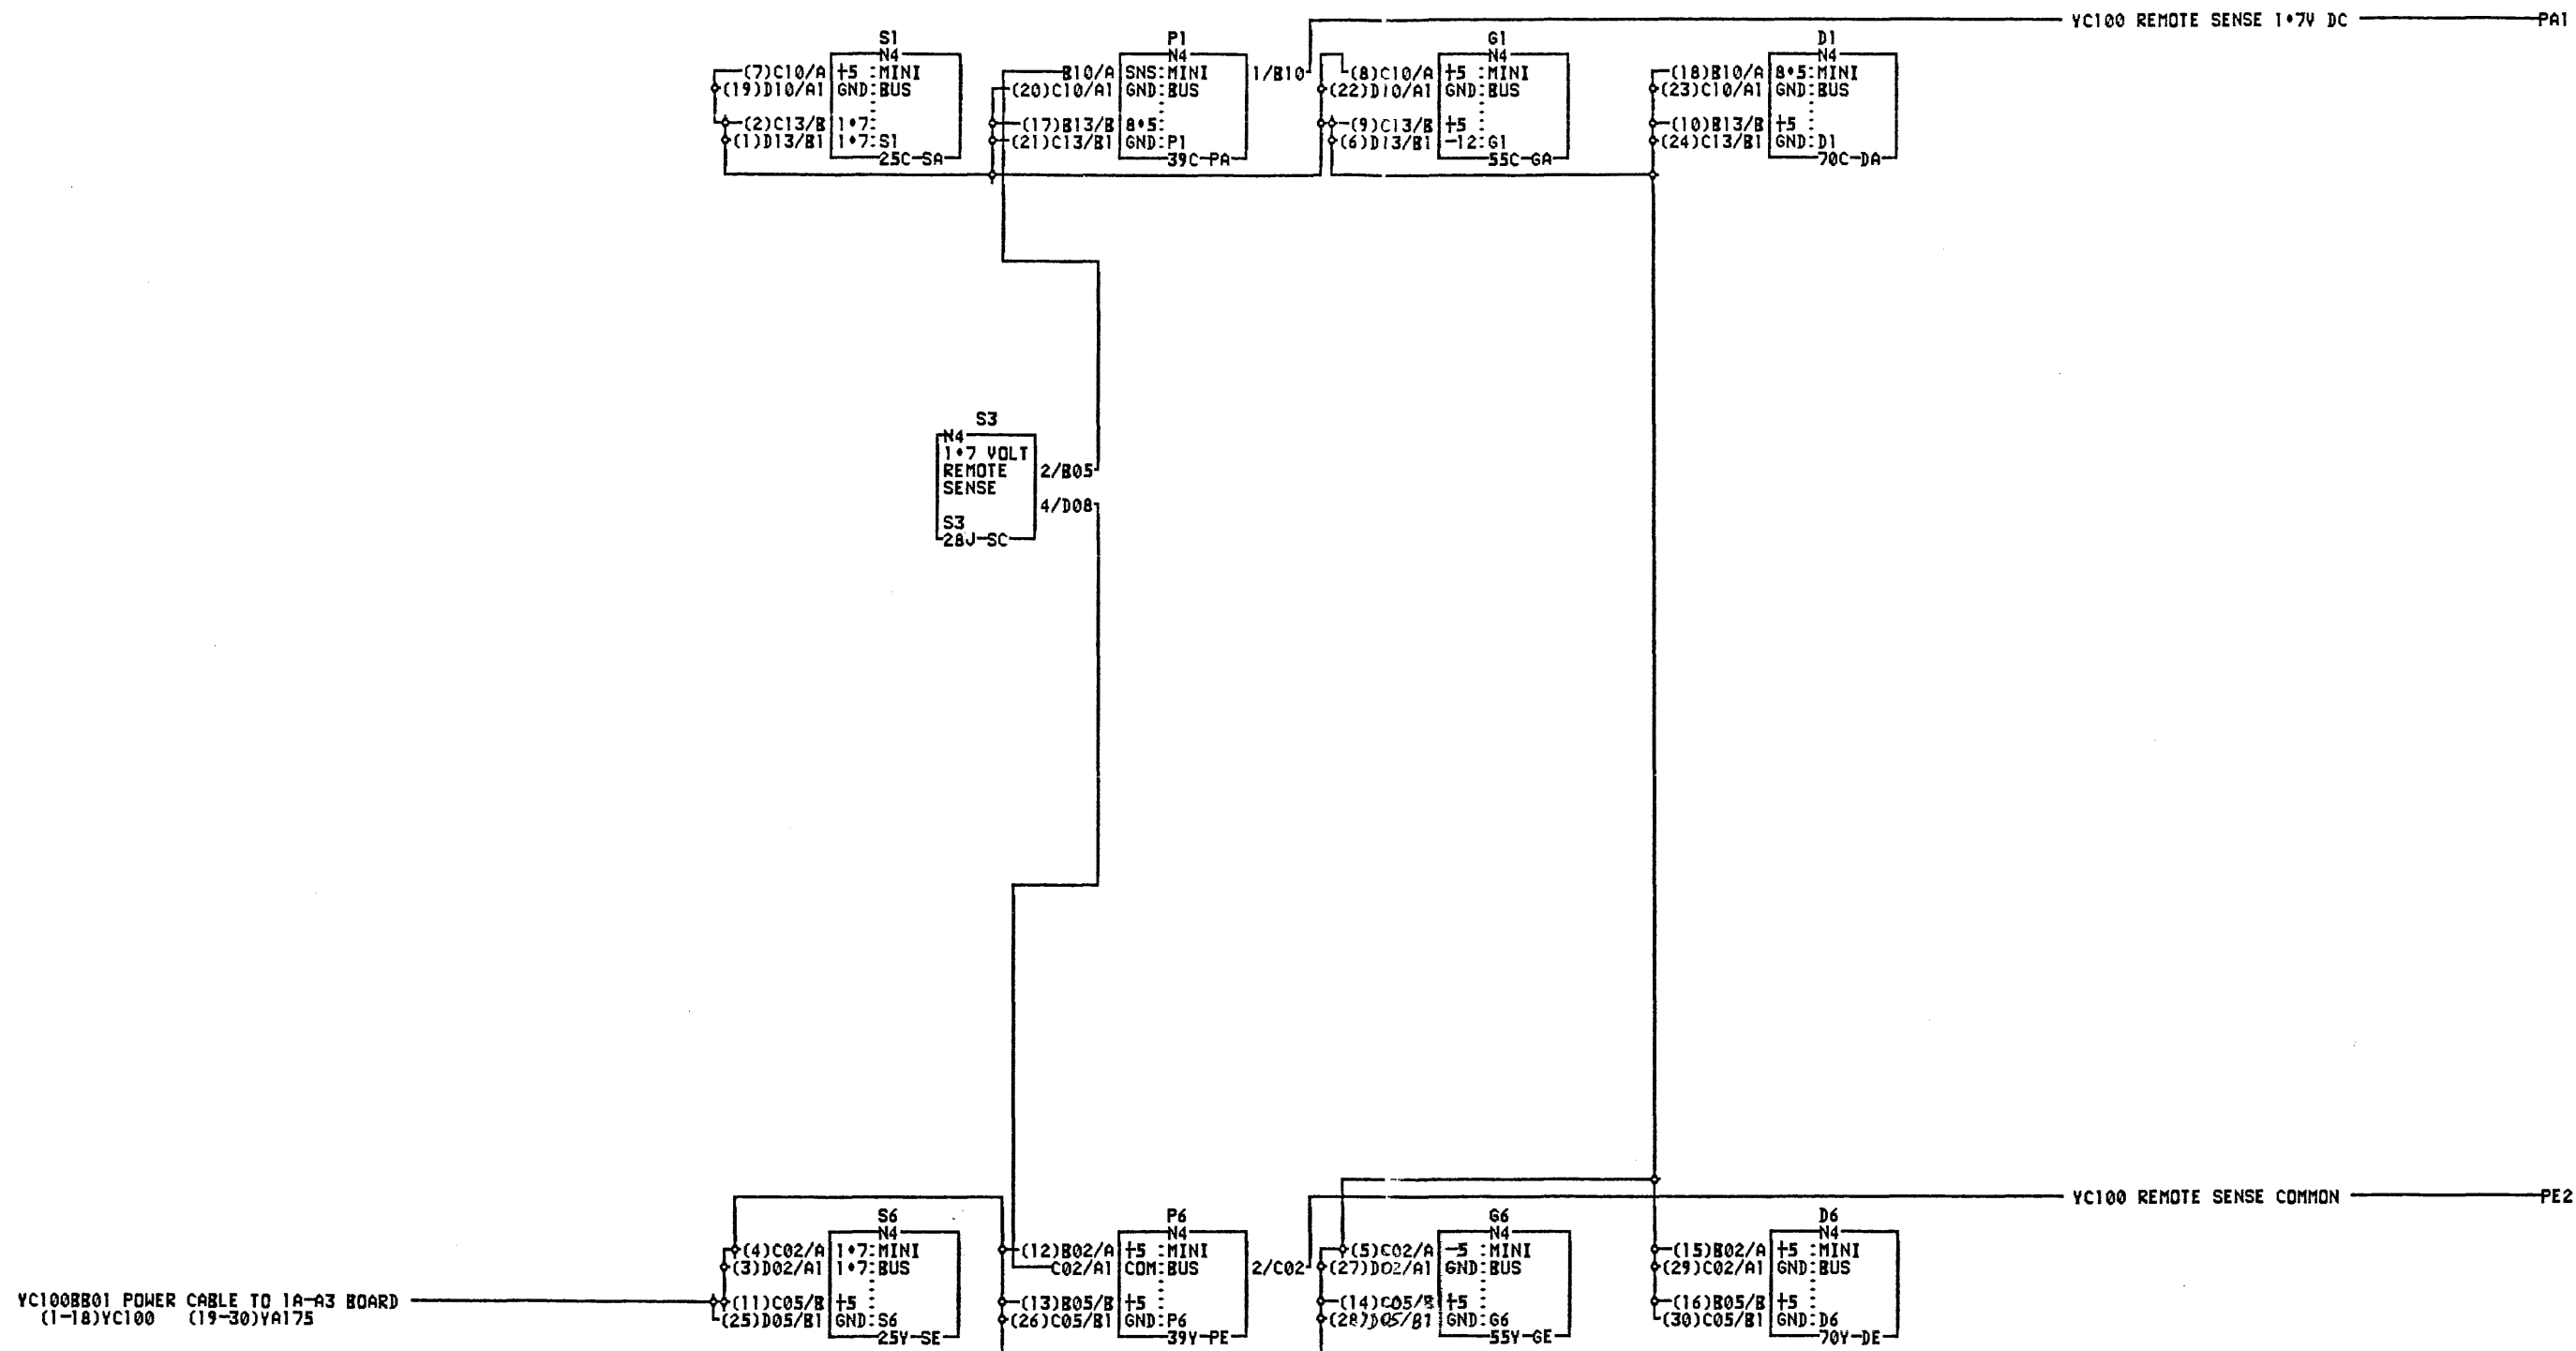 YC100 REMOTE SENSE 1•7V DC PA1
S1
N4
(7)C10/A +5 :MINI
(19)D10/A1 GND:BUS
(2)C13/B 1•7:
(1)D13/B1 1•7:S1
25C-SA
P1
N4
B10/A SNS:MINI 1/B10
(20)C10/A1 GND:BUS
(17)B13/B 8•5:
(21)C13/B1 GND:P1
39C-PA
G1
N4
(8)C10/A +5 :MINI
(22)D10/A1 GND:BUS
(9)C13/B +5 :
(6)D13/B1 -12:G1
55C-GA
D1
N4
(18)B10/A 8•5:MINI
(23)C10/A1 GND:BUS
(10)B13/B +5 :
(24)C13/B1 GND:D1
70C-DA
S3
N4
1•7 VOLT
REMOTE 2/B05
SENSE
4/D08
S3
28J-SC
YC100 REMOTE SENSE COMMON PE2
S6
N4
(4)C02/A 1•7:MINI
(3)D02/A1 1•7:BUS
(11)C05/B +5 :
(25)D05/B1 GND:S6
25Y-SE
P6
N4
(12)B02/A +5 :MINI
C02/A1 COM:BUS 2/C02
(13)B05/B +5 :
(26)C05/B1 GND:P6
39Y-PE
G6
N4
(5)C02/A -5 :MINI
(27)D02/A1 GND:BUS
(14)C05/B +5 :
(28)D05/B1 GND:G6
55Y-GE
D6
N4
(15)B02/A +5 :MINI
(29)C02/A1 GND:BUS
(16)B05/B +5 :
(30)C05/B1 GND:D6
70Y-DE
YC100BB01 POWER CABLE TO 1A-A3 BOARD
(1-18)YC100 (19-30)YA175